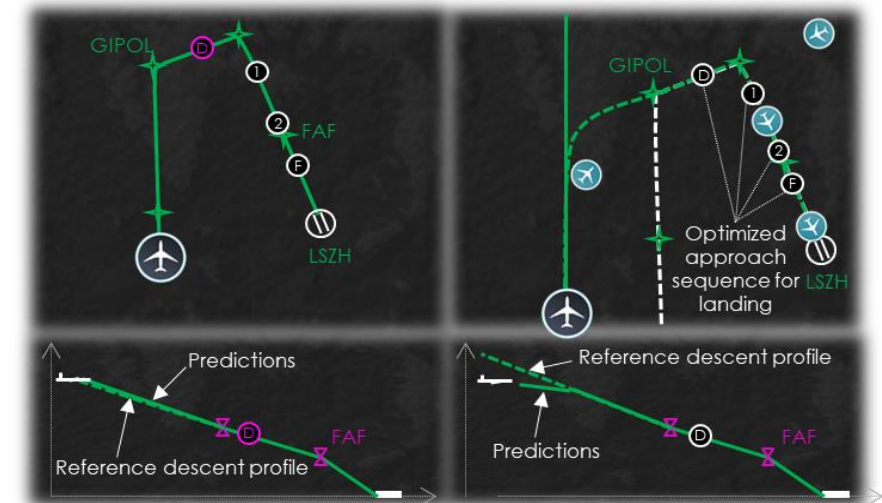 GIPOL
D
1
2
FAF
F
LSZH
GIPOL
D
1
2
F
Optimized
approach
sequence for
landing
LSZH
Predictions
D
FAF
Reference descent profile
Reference descent profile
Predictions
D
FAF